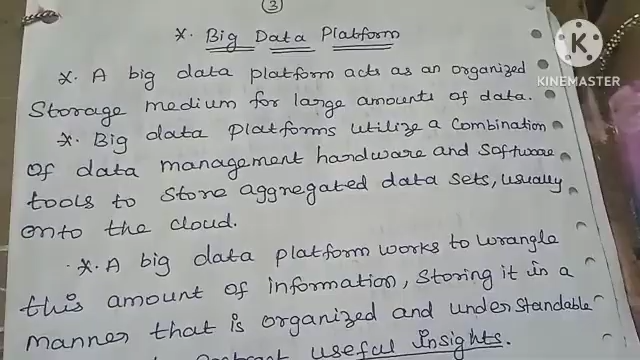 3
*. Big Data Platform
*. A big data platform acts as an organized
Storage medium for large amounts of data.
*. Big data Platforms utilize a combination
of data management hardware and software
tools to store aggregated data sets, usually
onto the cloud.
*. A big data platform works to wrangle
this amount of information, storing it in a
manner that is organized and understandable
useful insights.
K
KINEMASTER